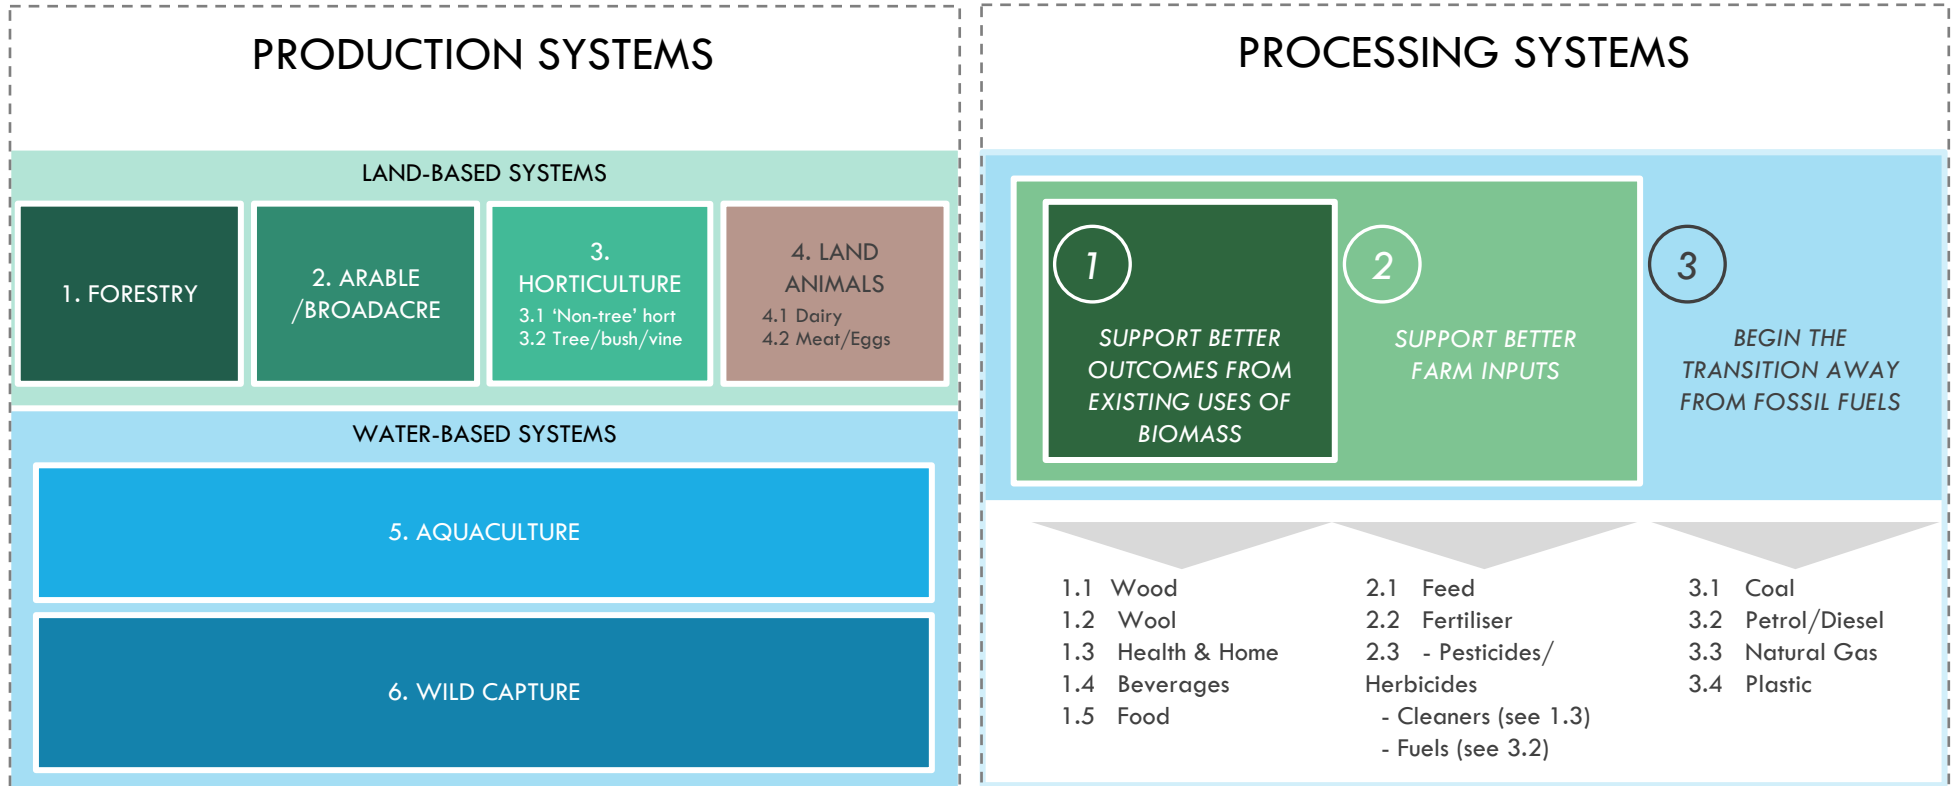 PRODUCTION SYSTEMS
LAND-BASED SYSTEMS
1. FORESTRY
2. ARABLE
/BROADACRE
3.
HORTICULTURE
3.1 ‘Non-tree’ hort
3.2 Tree/bush/vine
4. LAND
ANIMALS
4.1 Dairy
4.2 Meat/Eggs
WATER-BASED SYSTEMS
5. AQUACULTURE
6. WILD CAPTURE
PROCESSING SYSTEMS
1
SUPPORT BETTER
OUTCOMES FROM
EXISTING USES OF
BIOMASS
2
SUPPORT BETTER
FARM INPUTS
3
BEGIN THE
TRANSITION AWAY
FROM FOSSIL FUELS
1.1 Wood
1.2 Wool
1.3 Health & Home
1.4 Beverages
1.5 Food
2.1 Feed
2.2 Fertiliser
2.3 - Pesticides/
Herbicides
- Cleaners (see 1.3)
- Fuels (see 3.2)
3.1 Coal
3.2 Petrol/Diesel
3.3 Natural Gas
3.4 Plastic